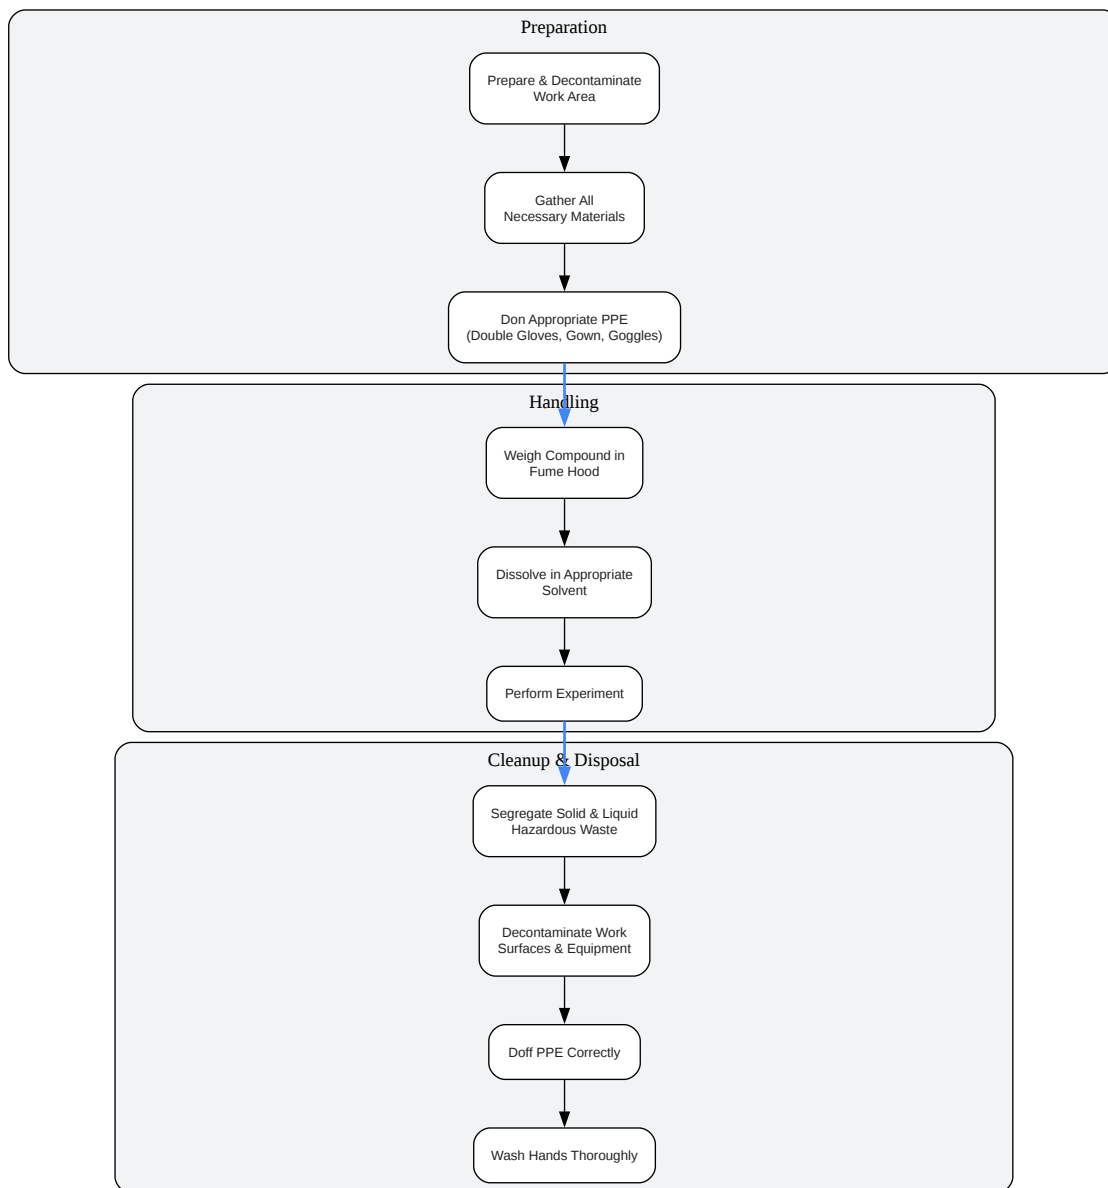 Preparation
Prepare & Decontaminate
Work Area
Gather All
Necessary Materials
Don Appropriate PPE
(Double Gloves, Gown, Goggles)
Handling
Weigh Compound in
Fume Hood
Dissolve in Appropriate
Solvent
Perform Experiment
Cleanup & Disposal
Segregate Solid & Liquid
Hazardous Waste
Decontaminate Work
Surfaces & Equipment
Doff PPE Correctly
Wash Hands Thoroughly